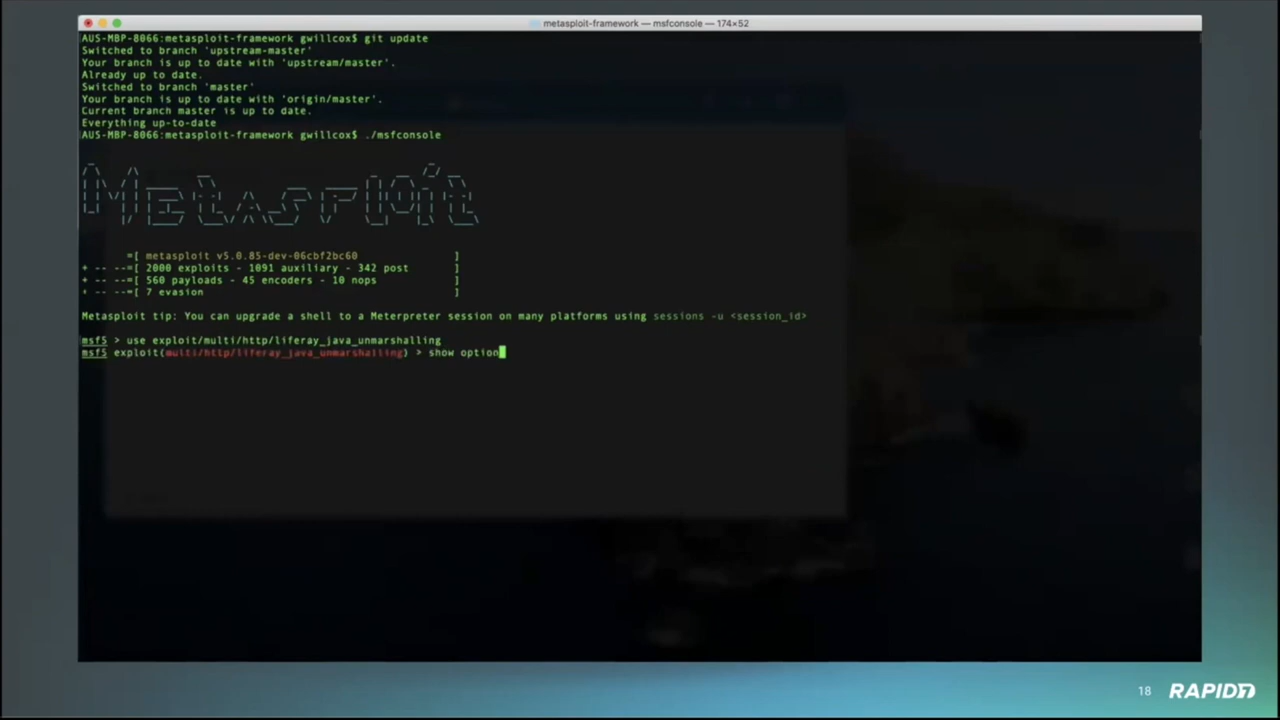 metasploit-framework — msfconsole — 174×52
AUS-MBP-8066:metasploit-framework gwillcox$ git update
Switched to branch 'upstream-master'
Your branch is up to date with 'upstream/master'.
Already up to date.
Switched to branch 'master'
Your branch is up to date with 'origin/master'.
Current branch master is up to date.
Everything up-to-date
AUS-MBP-8066:metasploit-framework gwillcox$ ./msfconsole
Metasploit
=[ metasploit v5.0.85-dev-06cbf2bc60 ]
+ -- --=[ 2000 exploits - 1091 auxiliary - 342 post ]
+ -- --=[ 560 payloads - 45 encoders - 10 nops ]
+ -- --=[ 7 evasion ]
Metasploit tip: You can upgrade a shell to a Meterpreter session on many platforms using sessions -u <session_id>
msf5 > use exploit/multi/http/liferay_java_unmarshalling
msf5 exploit(multi/http/liferay_java_unmarshalling) > show option
18 RAPID7